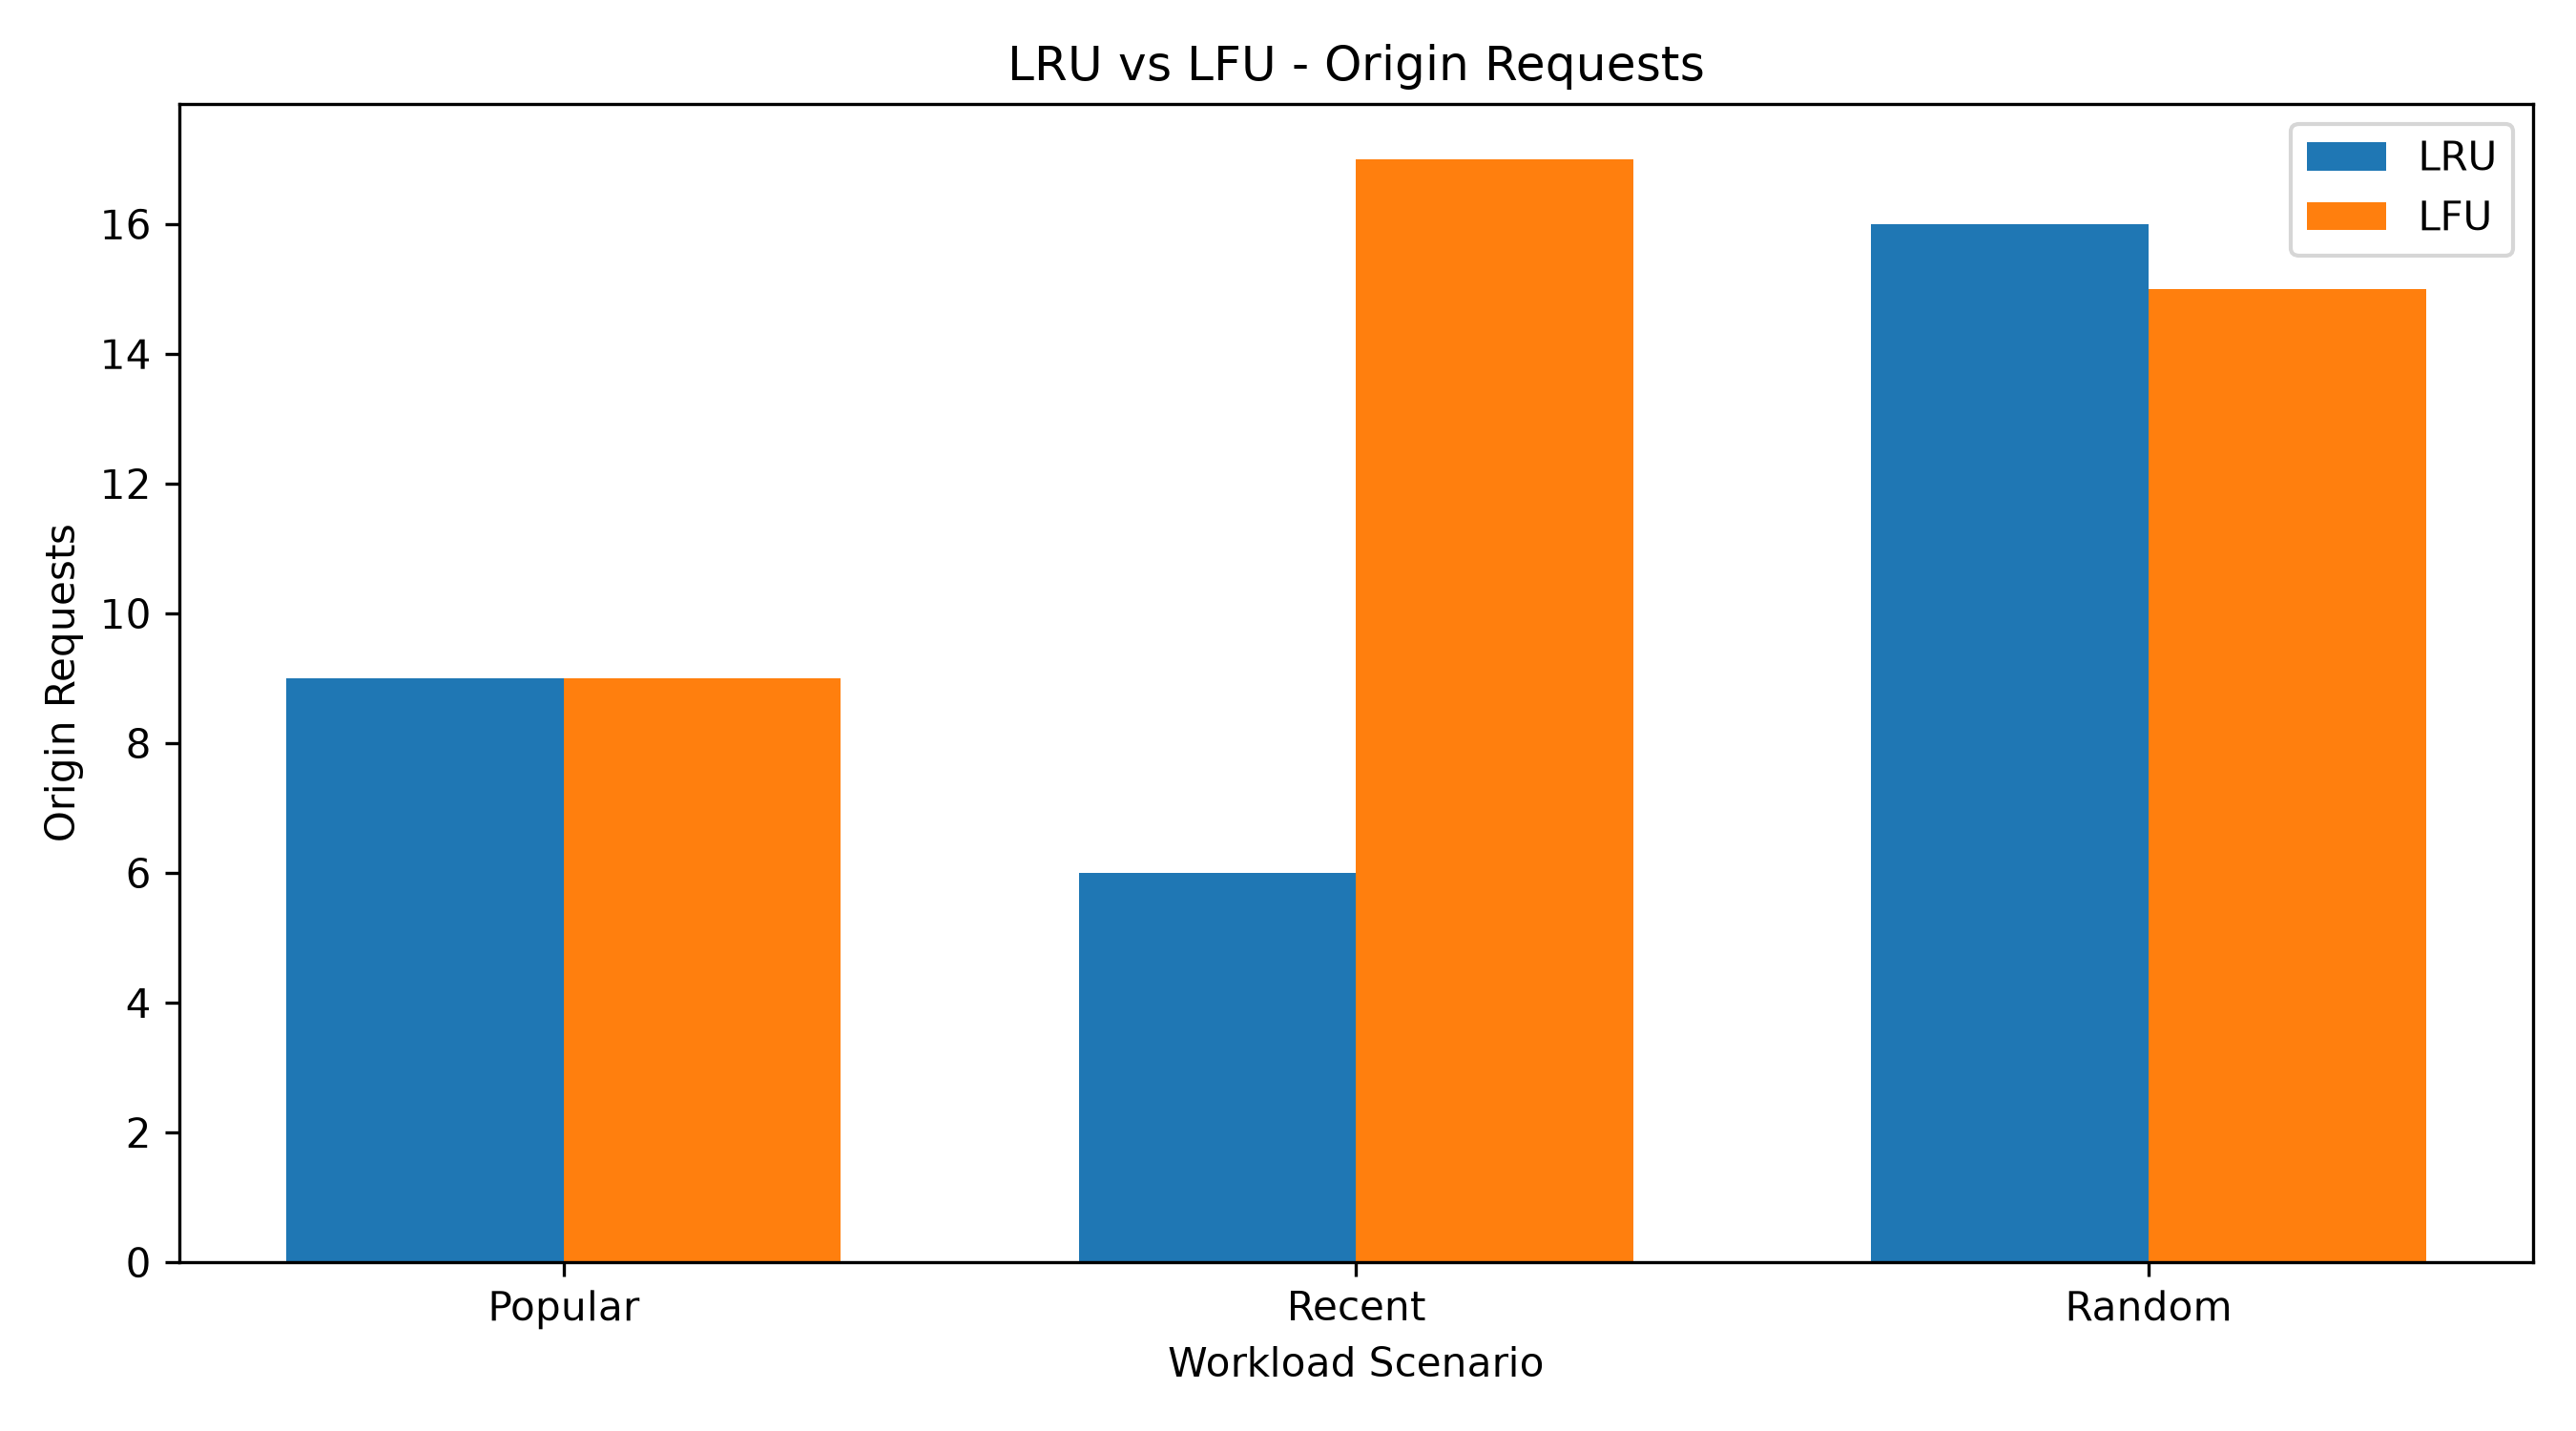 LRU vs LFU - Origin Requests
LRU
LFU
16
14
12
10
8
6
4
2
0
Origin Requests
Popular
Recent
Random
Workload Scenario